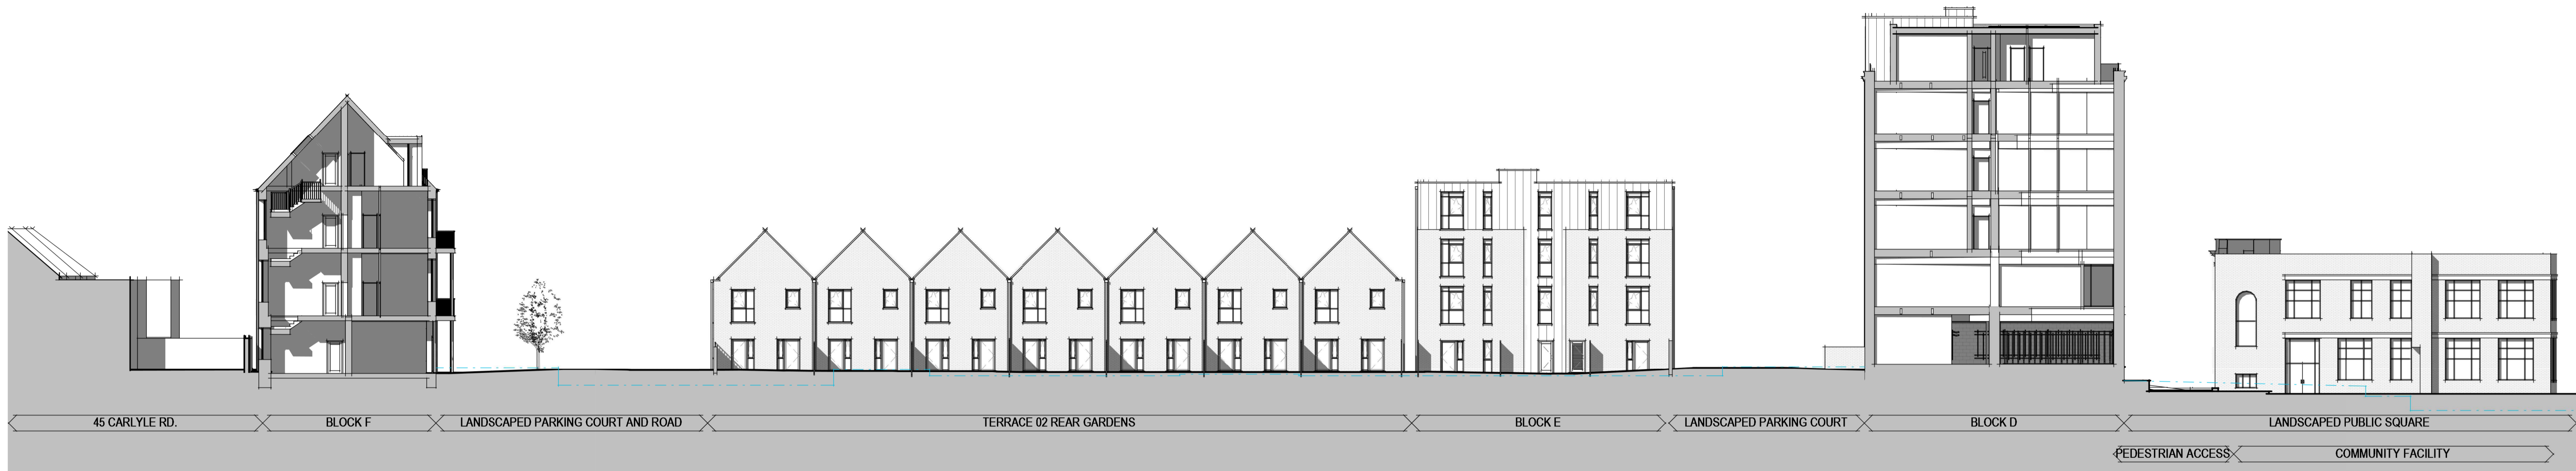 45 CARLYLE RD.
BLOCK F
LANDSCAPED PARKING COURT AND ROAD
TERRACE 02 REAR GARDENS
BLOCK E
LANDSCAPED PARKING COURT
BLOCK D
LANDSCAPED PUBLIC SQUARE
PEDESTRIAN ACCESS
COMMUNITY FACILITY